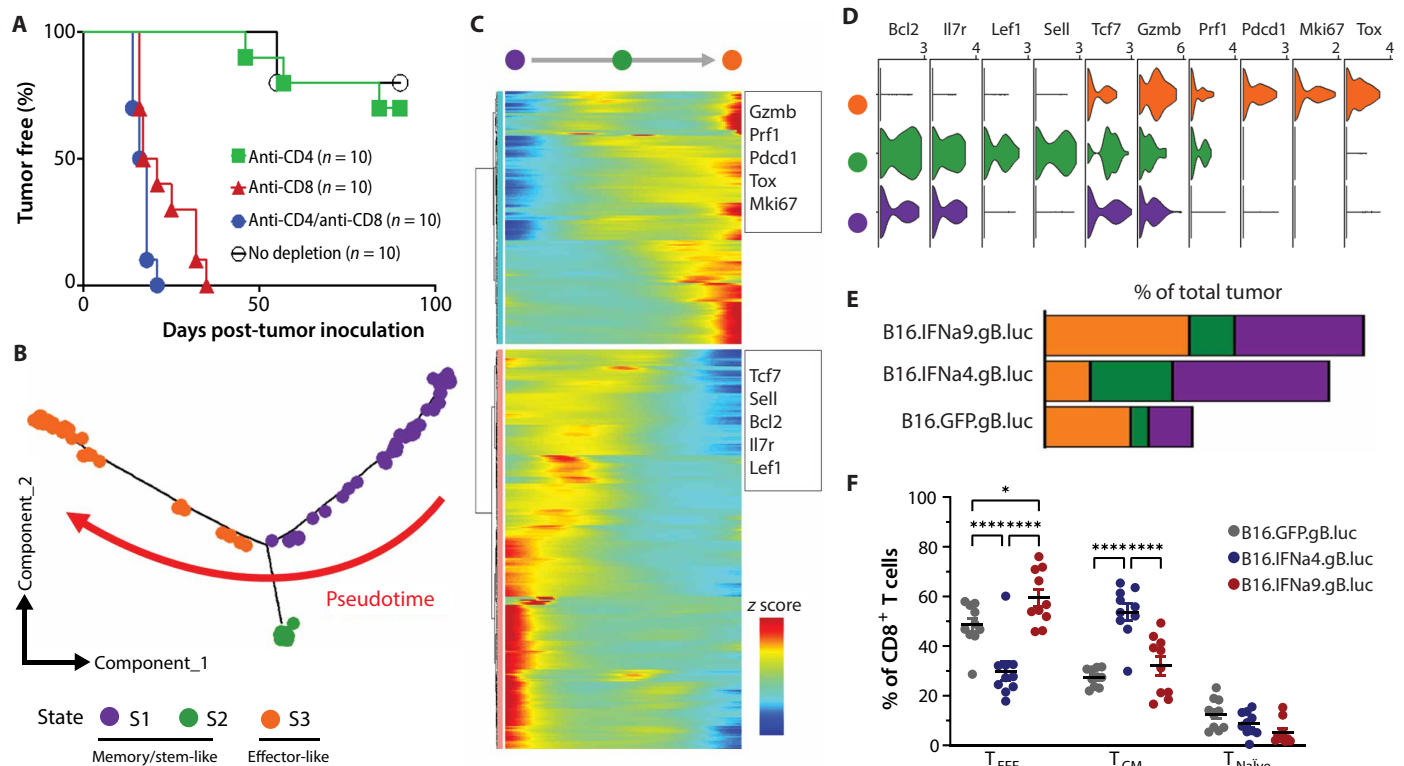 A
Tumor free (%)
100
50
0
0
50
100
Days post-tumor inoculation
Anti-CD4 (n = 10)
Anti-CD8 (n = 10)
Anti-CD4/anti-CD8 (n = 10)
No depletion (n = 10)
B
Component_2
Component_1
Pseudotime
State
S1
S2
S3
Memory/stem-like
Effector-like
C
Gzmb
Prf1
Pdcd1
Tox
Mki67
Tcf7
Sell
Bcl2
Il7r
Lef1
z score
D
Bcl2 Il7r Lef1 Sell Tcf7 Gzmb Prf1 Pdcd1 Mki67 Tox
3 4 3 3 3 6 4 3 2 4
E
% of total tumor
B16.IFNa9.gB.luc
B16.IFNa4.gB.luc
B16.GFP.gB.luc
F
% of CD8+ T cells
100
80
60
40
20
0
*
**** ****
**** ****
B16.GFP.gB.luc
B16.IFNa4.gB.luc
B16.IFNa9.gB.luc
TEFF
TCM
TNaïve